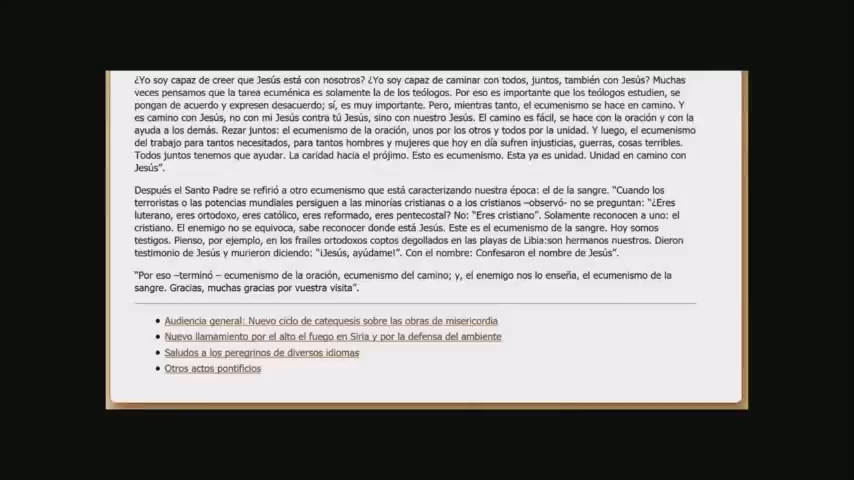 ¿Yo soy capaz de creer que Jesús está con nosotros? ¿Yo soy capaz de caminar con todos, juntos, también con Jesús? Muchas
veces pensamos que la tarea ecuménica es solamente la de los teólogos. Por eso es importante que los teólogos estudien, se
pongan de acuerdo y expresen desacuerdo; sí, es muy importante. Pero, mientras tanto, el ecumenismo se hace en camino. Y
es camino con Jesús, no con mi Jesús contra tú Jesús, sino con nuestro Jesús. El camino es fácil, se hace con la oración y con la
ayuda a los demás. Rezar juntos: el ecumenismo de la oración, unos por los otros y todos por la unidad. Y luego, el ecumenismo
del trabajo para tantos necesitados, para tantos hombres y mujeres que hoy en día sufren injusticias, guerras, cosas terribles.
Todos juntos tenemos que ayudar. La caridad hacia el prójimo. Esto es ecumenismo. Esta ya es unidad. Unidad en camino con
Jesús”.
Después el Santo Padre se refirió a otro ecumenismo que está caracterizando nuestra época: el de la sangre. “Cuando los
terroristas o las potencias mundiales persiguen a las minorías cristianas o a los cristianos –observó- no se preguntan: “¿Eres
luterano, eres ortodoxo, eres católico, eres reformado, eres pentecostal? No: “Eres cristiano”. Solamente reconocen a uno: el
cristiano. El enemigo no se equivoca, sabe reconocer donde está Jesús. Este es el ecumenismo de la sangre. Hoy somos
testigos. Pienso, por ejemplo, en los frailes ortodoxos coptos degollados en las playas de Libia:son hermanos nuestros. Dieron
testimonio de Jesús y murieron diciendo: “¡Jesús, ayúdame!”. Con el nombre: Confesaron el nombre de Jesús”.
“Por eso –terminó – ecumenismo de la oración, ecumenismo del camino; y, el enemigo nos lo enseña, el ecumenismo de la
sangre. Gracias, muchas gracias por vuestra visita”.
Audiencia general: Nuevo ciclo de catequesis sobre las obras de misericordia
Nuevo llamamiento por el alto el fuego en Siria y por la defensa del ambiente
Saludos a los peregrinos de diversos idiomas
Otros actos pontificios